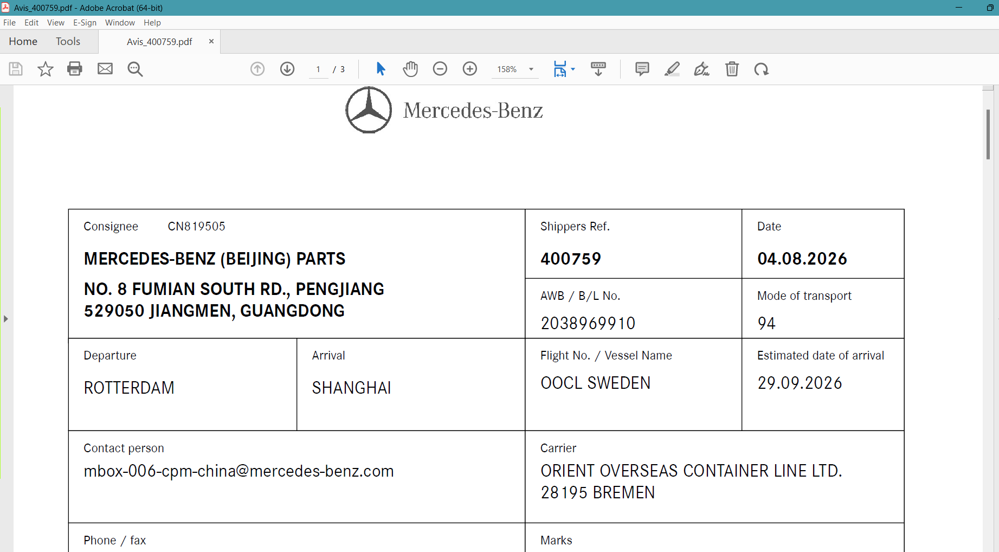 Avis_400759.pdf - Adobe Acrobat (64-bit)
File Edit View E-Sign Window Help
Home Tools Avis_400759.pdf ×
1 / 3 158%
Mercedes-Benz
Consignee CN819505
MERCEDES-BENZ (BEIJING) PARTS
NO. 8 FUMIAN SOUTH RD., PENGJIANG
529050 JIANGMEN, GUANGDONG
Shippers Ref.
400759
Date
04.08.2026
AWB / B/L No.
2038969910
Mode of transport
94
Departure
ROTTERDAM
Arrival
SHANGHAI
Flight No. / Vessel Name
OOCL SWEDEN
Estimated date of arrival
29.09.2026
Contact person
mbox-006-cpm-china@mercedes-benz.com
Carrier
ORIENT OVERSEAS CONTAINER LINE LTD.
28195 BREMEN
Phone / fax
Marks